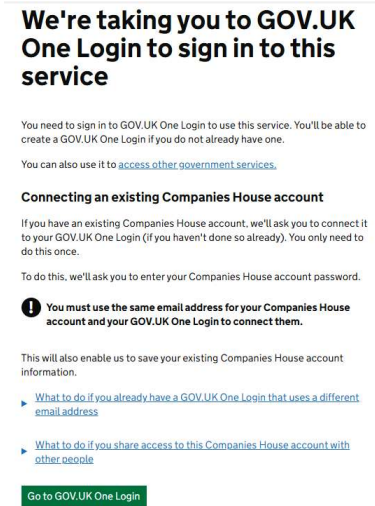 We're taking you to GOV.UK
One Login to sign in to this
service
You need to sign in to GOV.UK One Login to use this service. You'll be able to
create a GOV.UK One Login if you do not already have one.
You can also use it to access other government services.
Connecting an existing Companies House account
If you have an existing Companies House account, we'll ask you to connect it
to your GOV.UK One Login (if you haven't done so already). You only need to
do this once.
To do this, we'll ask you to enter your Companies House account password.
! You must use the same email address for your Companies House
account and your GOV.UK One Login to connect them.
This will also enable us to save your existing Companies House account
information.
What to do if you already have a GOV.UK One Login that uses a different
email address
What to do if you share access to this Companies House account with
other people
Go to GOV.UK One Login